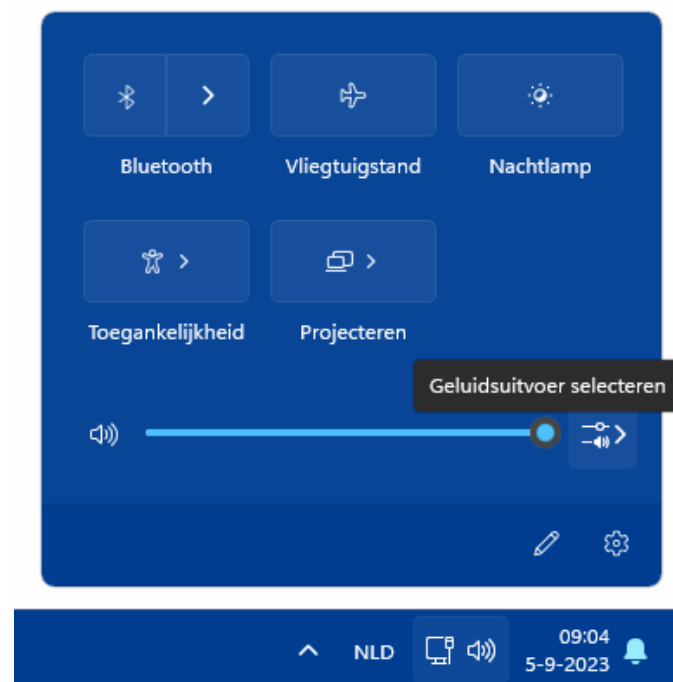 Bluetooth
Vliegtuigstand
Nachtlamp
Toegankelijkheid
Projecteren
Geluidsuitvoer selecteren
NLD
09:04
5-9-2023